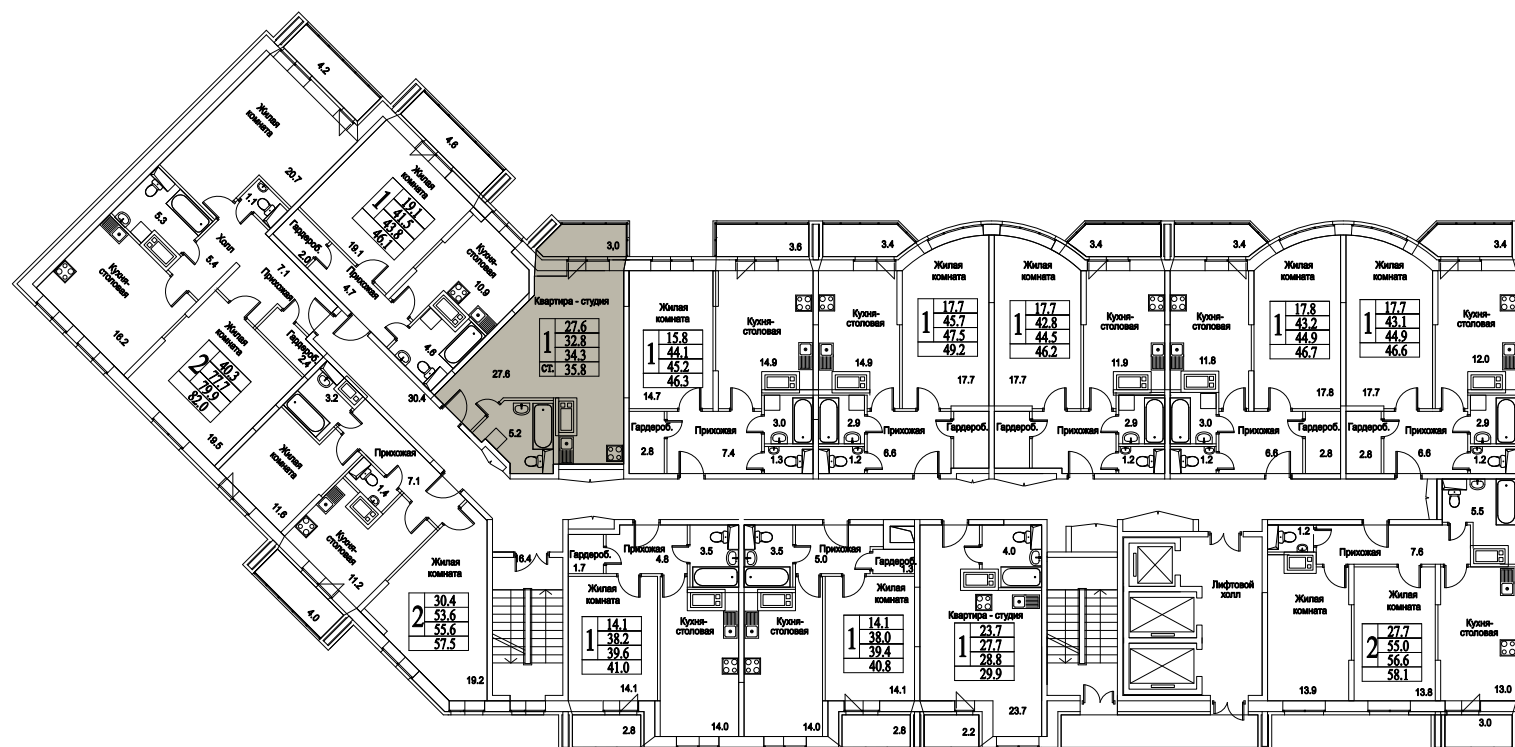 4.2
Жилая
комната
20.7
5.3
1.1
Кухня-
столовая
16.2
Холл
5.4
7.1
Прихожая
Гардероб.
2.0
4.6
Жилая
комната
1
19.1
41.5
43.8
46.1
19.1
Прихожая
4.7
Кухня-
столовая
10.9
4.6
Жилая
комната
2
40.3
77.7
79.9
82.0
19.5
Гардероб.
2.4
30.4
3.0
Квартира - студия
1
ст.
27.6
32.8
34.3
35.8
27.6
5.2
Жилая
комната
1
15.8
44.1
45.2
46.3
14.7
3.6
Кухня-
столовая
14.9
Гардероб.
2.8
Прихожая
7.4
3.0
1.3
3.4
Кухня-
столовая
14.9
Жилая
комната
1
17.7
45.7
47.5
49.2
17.7
2.9
1.2
Прихожая
6.6
Гардероб.
Жилая
комната
1
17.7
42.8
44.5
46.2
17.7
3.4
Кухня-
столовая
11.9
Гардероб.
Прихожая
2.9
1.2
3.4
Кухня-
столовая
11.8
Жилая
комната
1
17.8
43.2
44.9
46.7
17.8
3.0
1.2
Прихожая
6.6
Гардероб.
2.8
Жилая
комната
1
17.7
43.1
44.9
46.6
17.7
3.4
Кухня-
столовая
12.0
Гардероб.
2.8
Прихожая
6.6
2.9
1.2
3.2
Жилая
комната
11.6
Прихожая
7.1
1.4
Кухня-
столовая
11.2
4.0
Жилая
комната
2
30.4
53.6
55.6
57.5
19.2
16.4
Гардероб.
1.7
Прихожая
4.8
3.5
Жилая
комната
1
14.1
38.2
39.6
41.0
14.1
2.8
Кухня-
столовая
14.0
3.5
Прихожая
5.0
Гардероб.
1.3
Кухня-
столовая
14.0
Жилая
комната
1
14.1
38.0
39.4
40.8
14.1
2.8
4.0
Квартира - студия
1
23.7
27.7
28.8
29.9
23.7
2.2
Лифтовой
холл
1.2
Прихожая
7.6
5.5
Жилая
комната
13.9
Жилая
комната
2
27.7
55.0
56.6
58.1
13.8
Кухня-
столовая
13.0
3.0